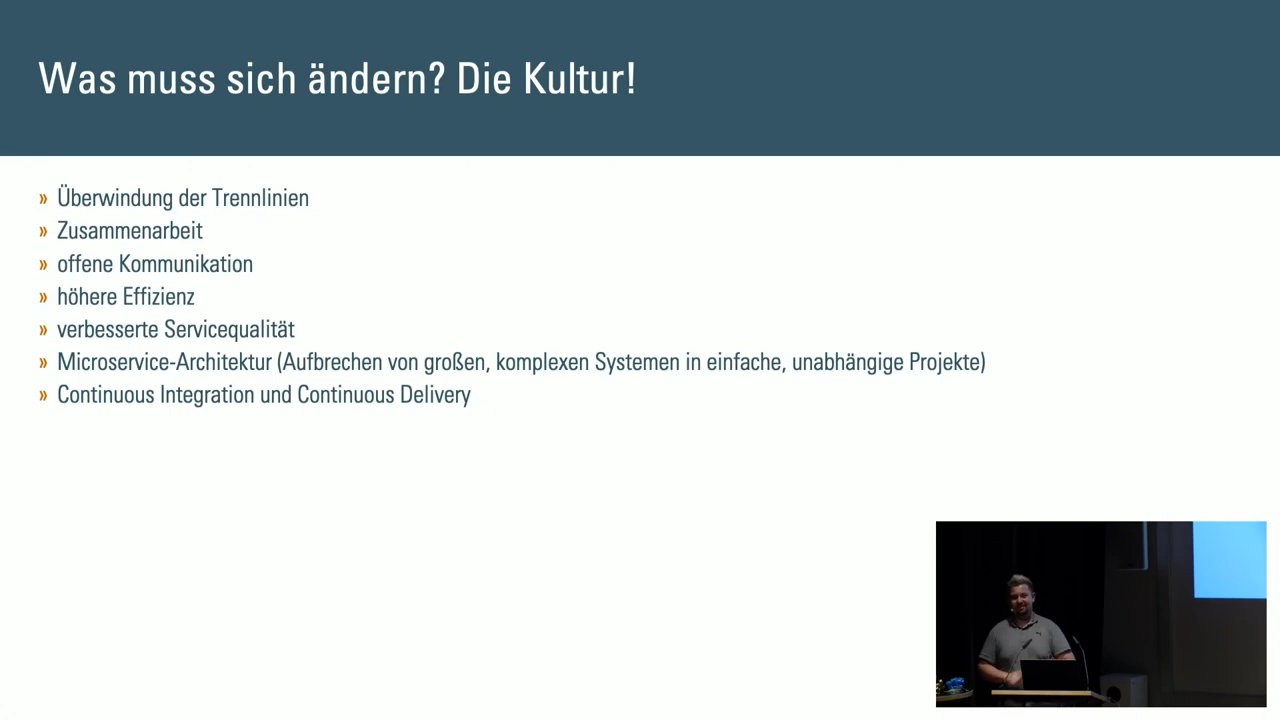 Was muss sich ändern? Die Kultur!
» Überwindung der Trennlinien
» Zusammenarbeit
» offene Kommunikation
» höhere Effizienz
» verbesserte Servicequalität
» Microservice-Architektur (Aufbrechen von großen, komplexen Systemen in einfache, unabhängige Projekte)
» Continuous Integration und Continuous Delivery